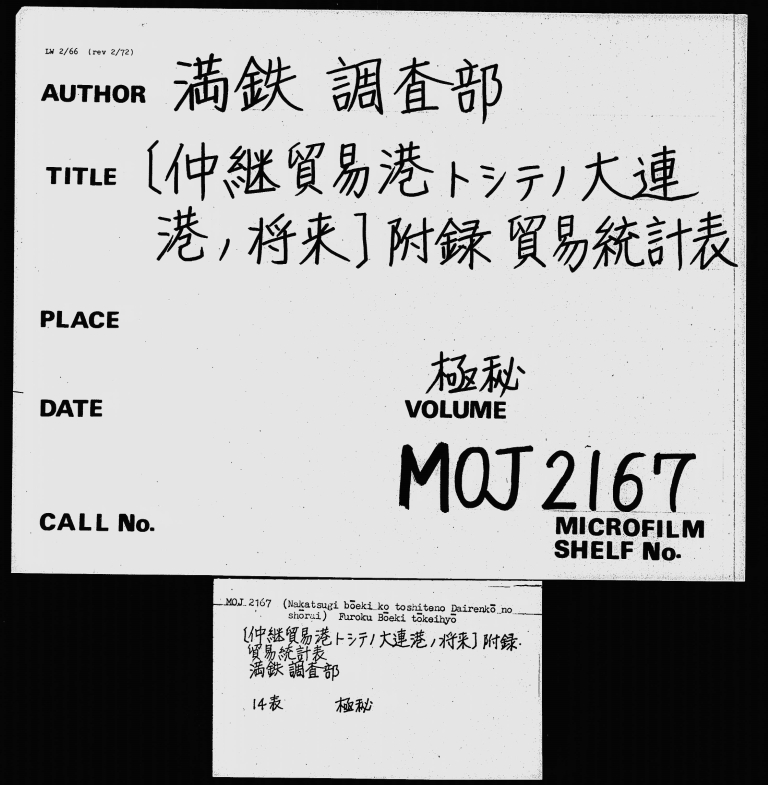 LW 2/66 (rev 2/72)
AUTHOR 満鉄 調査部
TITLE 〔仲継貿易港トシテノ大連
港ノ将来〕附録 貿易統計表
PLACE
極秘
DATE VOLUME
MOJ 2167
CALL No. MICROFILM
SHELF No.
MOJ 2167 (Nakatsugi bōeki ko toshiteno Dairenkō no
shōrai) Furoku Bōeki tōkeihyō
〔仲継貿易港トシテノ大連港ノ将来〕附録.
貿易統計表
満鉄 調査部
14表 極秘